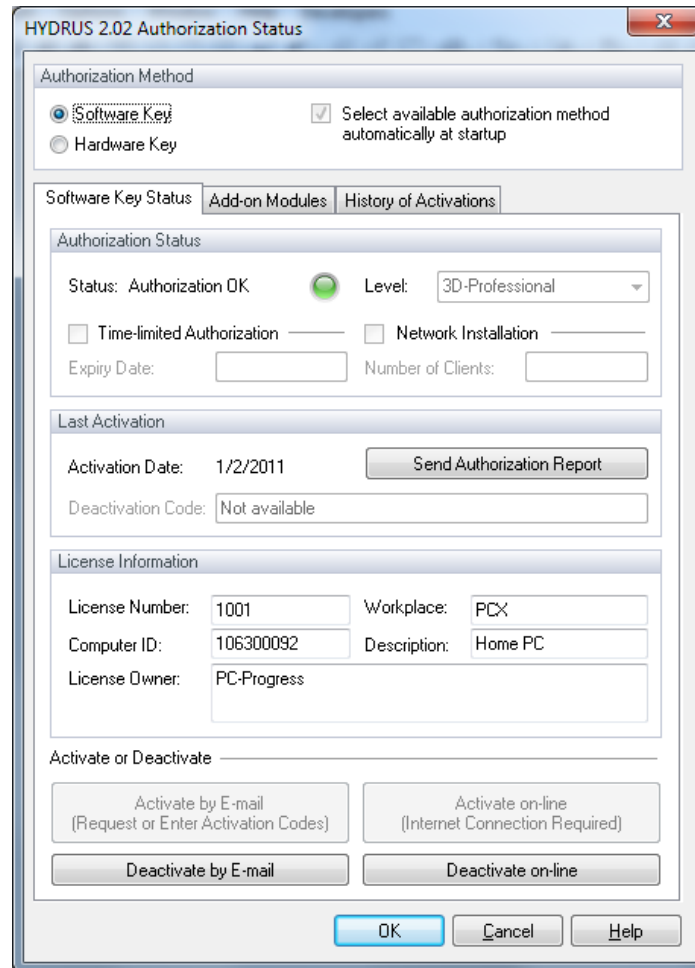 HYDRUS 2.02 Authorization Status
Authorization Method
Software Key
Select available authorization method
automatically at startup
Hardware Key
Software Key Status Add-on Modules History of Activations
Authorization Status
Status: Authorization OK Level: 3D-Professional
Time-limited Authorization Network Installation
Expiry Date: Number of Clients:
Last Activation
Activation Date: 1/2/2011 Send Authorization Report
Deactivation Code: Not available
License Information
License Number: 1001 Workplace: PCX
Computer ID: 106300092 Description: Home PC
License Owner: PC-Progress
Activate or Deactivate
Activate by E-mail
(Request or Enter Activation Codes)
Activate on-line
(Internet Connection Required)
Deactivate by E-mail Deactivate on-line
OK Cancel Help